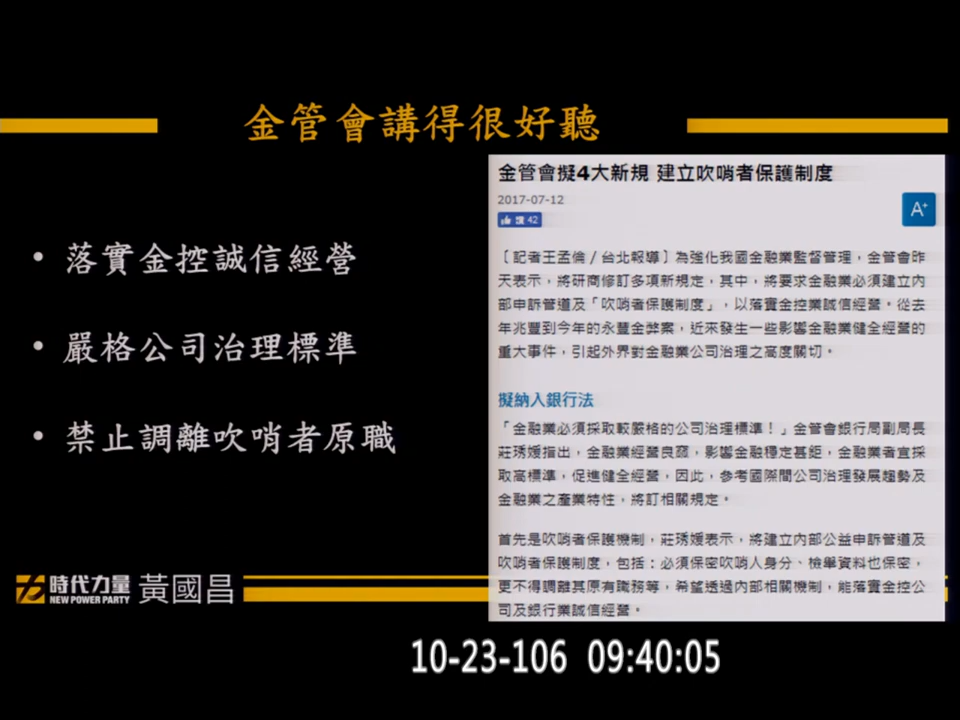 金管會講得很好聽
• 落實金控誠信經營
• 嚴格公司治理標準
• 禁止調離吹哨者原職
金管會擬4大新規 建立吹哨者保護制度
2017-07-12
讚 42
A+
〔記者王孟倫/台北報導〕為強化我國金融業監督管理,金管會昨
天表示,將研商修訂多項新規定,其中,將要求金融業必須建立內
部申訴管道及「吹哨者保護制度」,以落實金控業誠信經營。從去
年兆豐到今年的永豐金弊案,近來發生一些影響金融業健全經營的
重大事件,引起外界對金融業公司治理之高度關切。
擬納入銀行法
「金融業必須採取較嚴格的公司治理標準!」金管會銀行局副局長
莊琇媛指出,金融業經營良窳,影響金融穩定甚鉅,金融業者宜採
取高標準,促進健全經營,因此,參考國際間公司治理發展趨勢及
金融業之產業特性,將訂相關規定。
首先是吹哨者保護機制,莊琇媛表示,將建立內部公益申訴管道及
吹哨者保護制度,包括:必須保密吹哨人身分、檢舉資料也保密,
更不得調離其原有職務等,希望透過內部相關機制,能落實金控公
司及銀行業誠信經營。
時代力量 黃國昌
NEW POWER PARTY
10-23-106 09:40:05